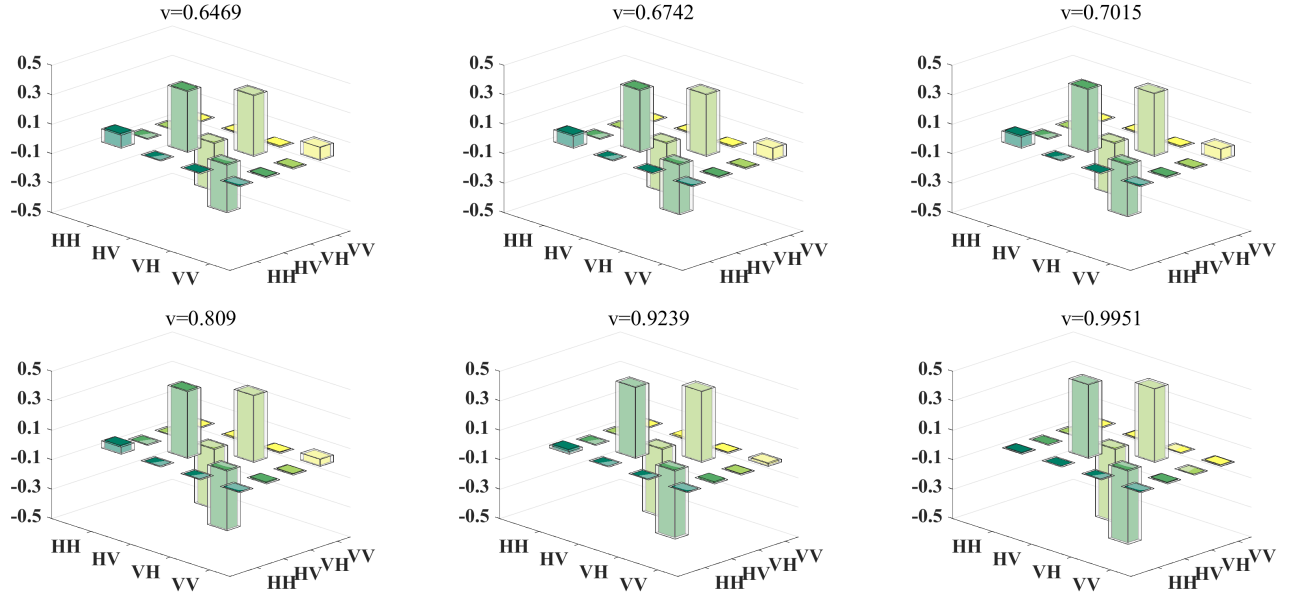 v=0.6469
0.5
0.3
0.1
-0.1
-0.3
-0.5
HH
HV
VH
VV
HH
HV
VH
VV
v=0.6742
0.5
0.3
0.1
-0.1
-0.3
-0.5
HH
HV
VH
VV
HH
HV
VH
VV
v=0.7015
0.5
0.3
0.1
-0.1
-0.3
-0.5
HH
HV
VH
VV
HH
HV
VH
VV
v=0.809
0.5
0.3
0.1
-0.1
-0.3
-0.5
HH
HV
VH
VV
HH
HV
VH
VV
v=0.9239
0.5
0.3
0.1
-0.1
-0.3
-0.5
HH
HV
VH
VV
HH
HV
VH
VV
v=0.9951
0.5
0.3
0.1
-0.1
-0.3
-0.5
HH
HV
VH
VV
HH
HV
VH
VV